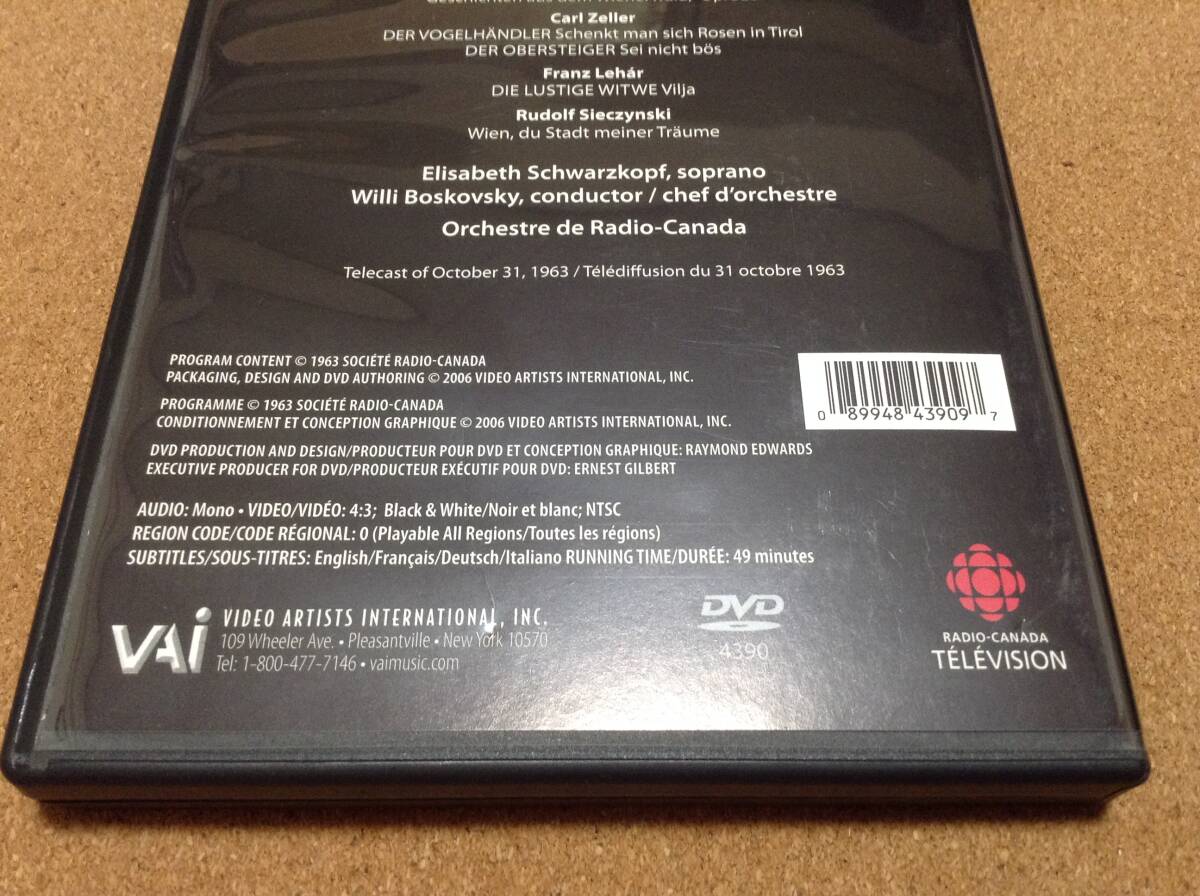 Geschichten aus dem Wienerwald,
Carl Zeller
DER VOGELHÄNDLER Schenkt man sich Rosen in Tirol
DER OBERSTEIGER Sei nicht bös
Franz Lehár
DIE LUSTIGE WITWE Vilja
Rudolf Sieczynski
Wien, du Stadt meiner Träume
Elisabeth Schwarzkopf, soprano
Willi Boskovsky, conductor / chef d'orchestre
Orchestre de Radio-Canada
Telecast of October 31, 1963 / Télédiffusion du 31 octobre 1963
PROGRAM CONTENT © 1963 SOCIÉTÉ RADIO-CANADA
PACKAGING, DESIGN AND DVD AUTHORING © 2006 VIDEO ARTISTS INTERNATIONAL, INC.
PROGRAMME © 1963 SOCIÉTÉ RADIO-CANADA
CONDITIONNEMENT ET CONCEPTION GRAPHIQUE © 2006 VIDEO ARTISTS INTERNATIONAL, INC.
DVD PRODUCTION AND DESIGN/PRODUCTEUR POUR DVD ET CONCEPTION GRAPHIQUE: RAYMOND EDWARDS
EXECUTIVE PRODUCER FOR DVD/PRODUCTEUR EXÉCUTIF POUR DVD: ERNEST GILBERT
0 89948 43909 7
AUDIO: Mono • VIDEO/VIDÉO: 4:3; Black & White/Noir et blanc; NTSC
REGION CODE/CODE RÉGIONAL: 0 (Playable All Regions/Toutes les régions)
SUBTITLES/SOUS-TITRES: English/Français/Deutsch/Italiano RUNNING TIME/DURÉE: 49 minutes
VAI
VIDEO ARTISTS INTERNATIONAL, INC.
109 Wheeler Ave. • Pleasantville • New York 10570
Tel: 1-800-477-7146 • vaimusic.com
DVD
4390
RADIO-CANADA
TÉLÉVISION